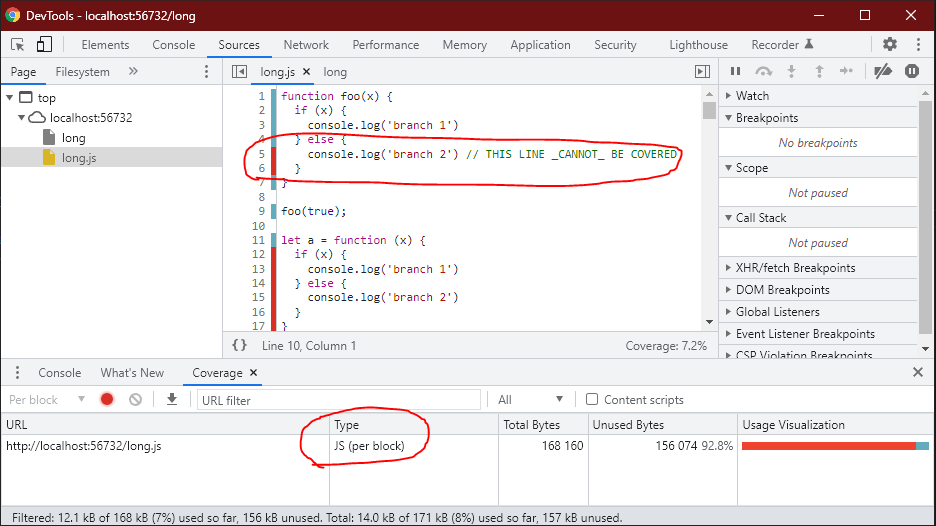 DevTools - localhost:56732/long
Elements Console Sources Network Performance Memory Application Security Lighthouse Recorder
Page Filesystem »
top
localhost:56732
long
long.js
long.js × long
1 function foo(x) {
2 if (x) {
3 console.log('branch 1')
4 } else {
5 console.log('branch 2') // THIS LINE _CANNOT_ BE COVERED
6 }
7 }
8
9 foo(true);
10
11 let a = function (x) {
12 if (x) {
13 console.log('branch 1')
14 } else {
15 console.log('branch 2')
16 }
17 }
{} Line 10, Column 1 Coverage: 7.2%
Watch
Breakpoints
No breakpoints
Scope
Not paused
Call Stack
Not paused
XHR/fetch Breakpoints
DOM Breakpoints
Global Listeners
Event Listener Breakpoints
CSP Violation Breakpoints
Console What's New Coverage ×
Per block URL filter All Content scripts
URL Type Total Bytes Unused Bytes Usage Visualization
http://localhost:56732/long.js JS (per block) 168 160 156 074 92.8%
Filtered: 12.1 kB of 168 kB (7%) used so far, 156 kB unused. Total: 14.0 kB of 171 kB (8%) used so far, 157 kB unused.